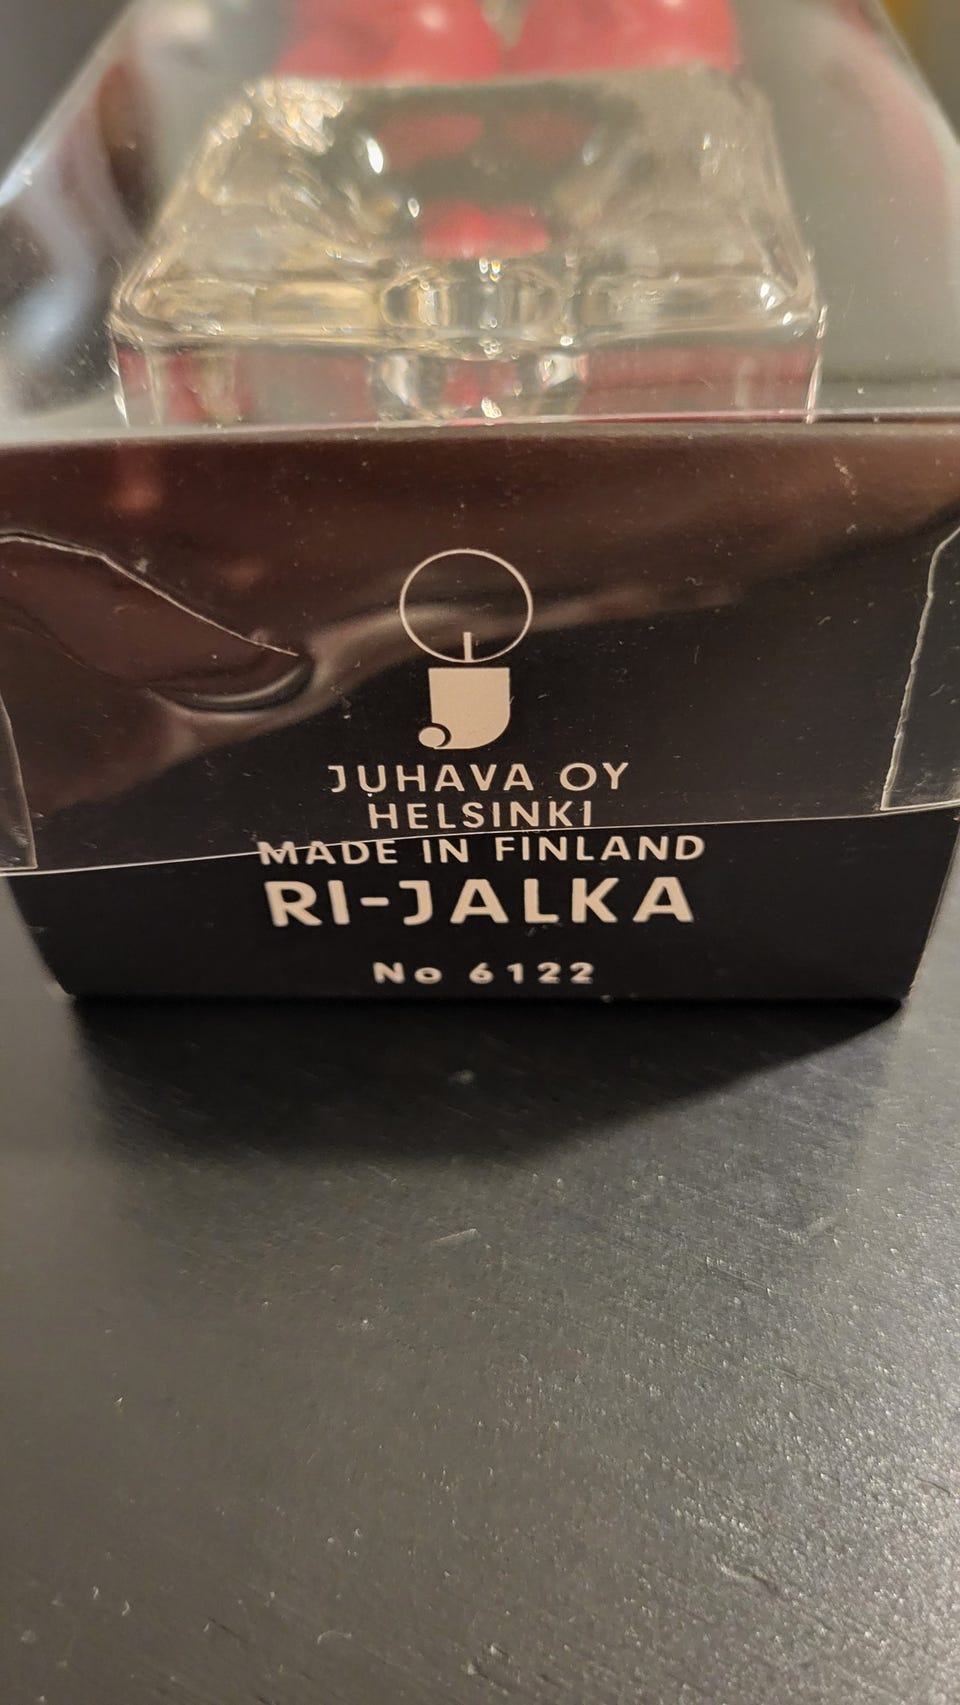 JUHAVA OY
HELSINKI
MADE IN FINLAND
RI-JALKA
No 6122